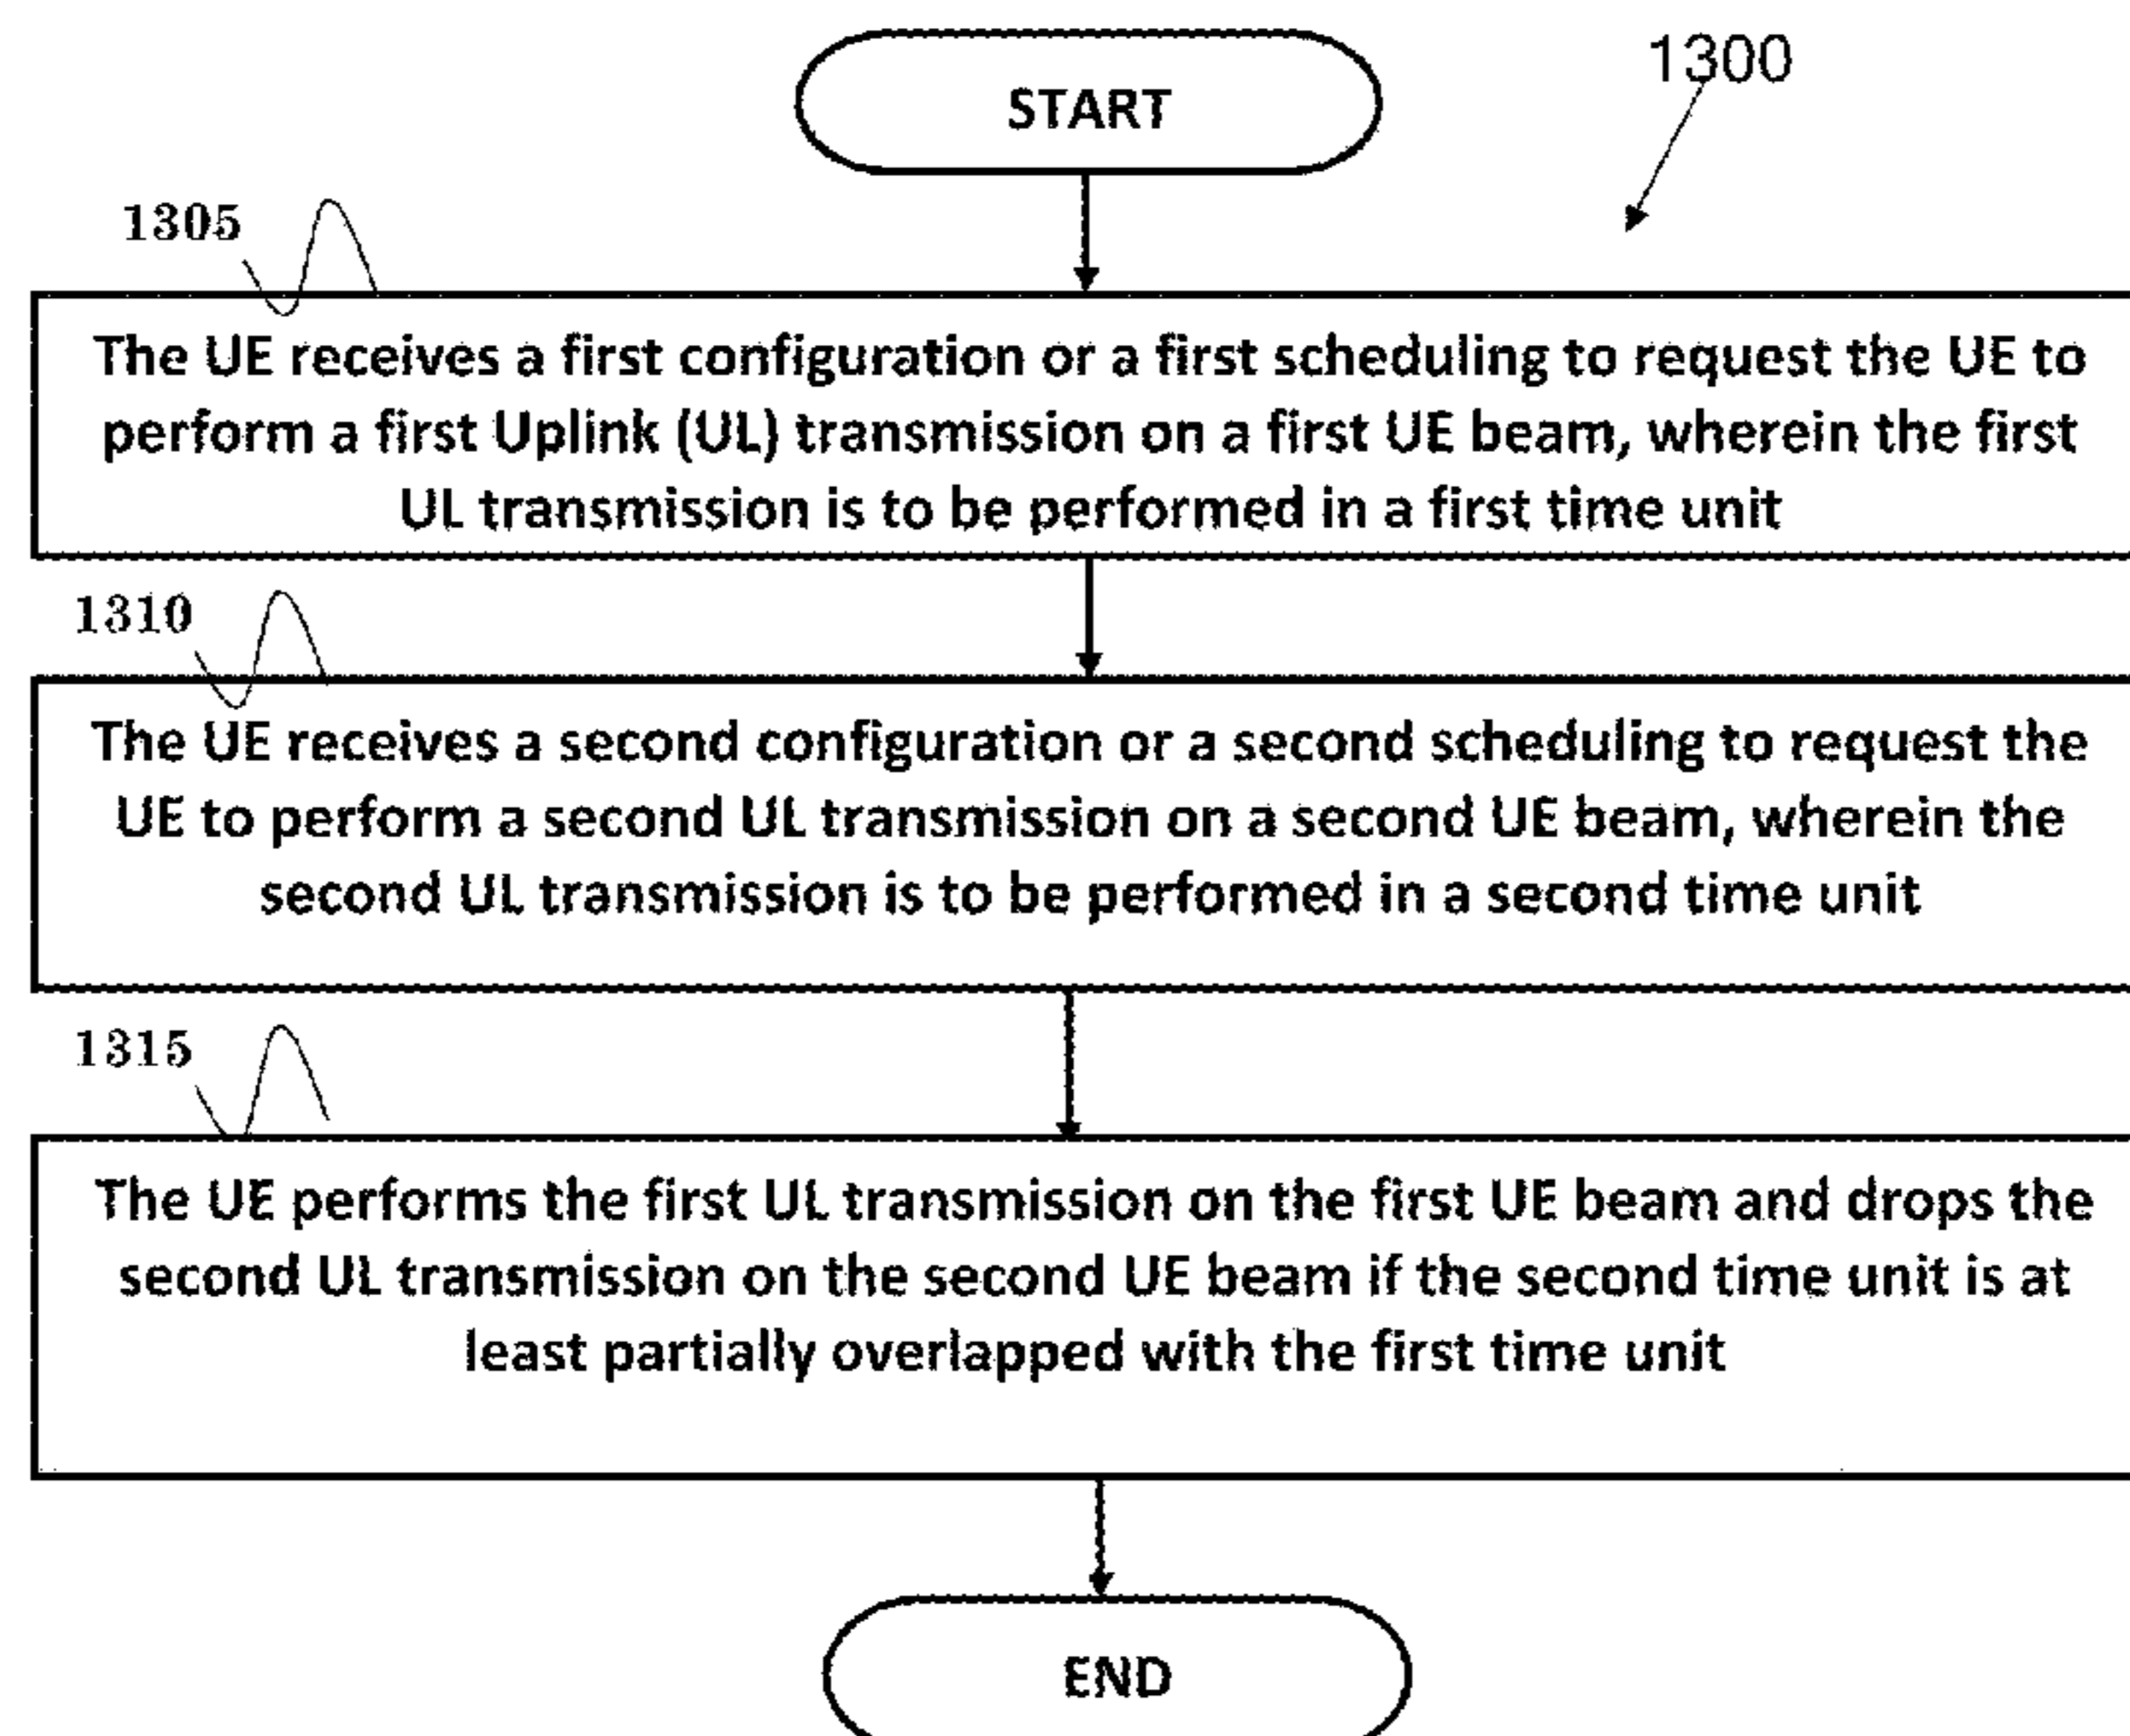 START
1300
1305
The UE receives a first configuration or a first scheduling to request the UE to
perform a first Uplink (UL) transmission on a first UE beam, wherein the first
UL transmission is to be performed in a first time unit
1310
The UE receives a second configuration or a second scheduling to request the
UE to perform a second UL transmission on a second UE beam, wherein the
second UL transmission is to be performed in a second time unit
1315
The UE performs the first UL transmission on the first UE beam and drops the
second UL transmission on the second UE beam if the second time unit is at
least partially overlapped with the first time unit
END